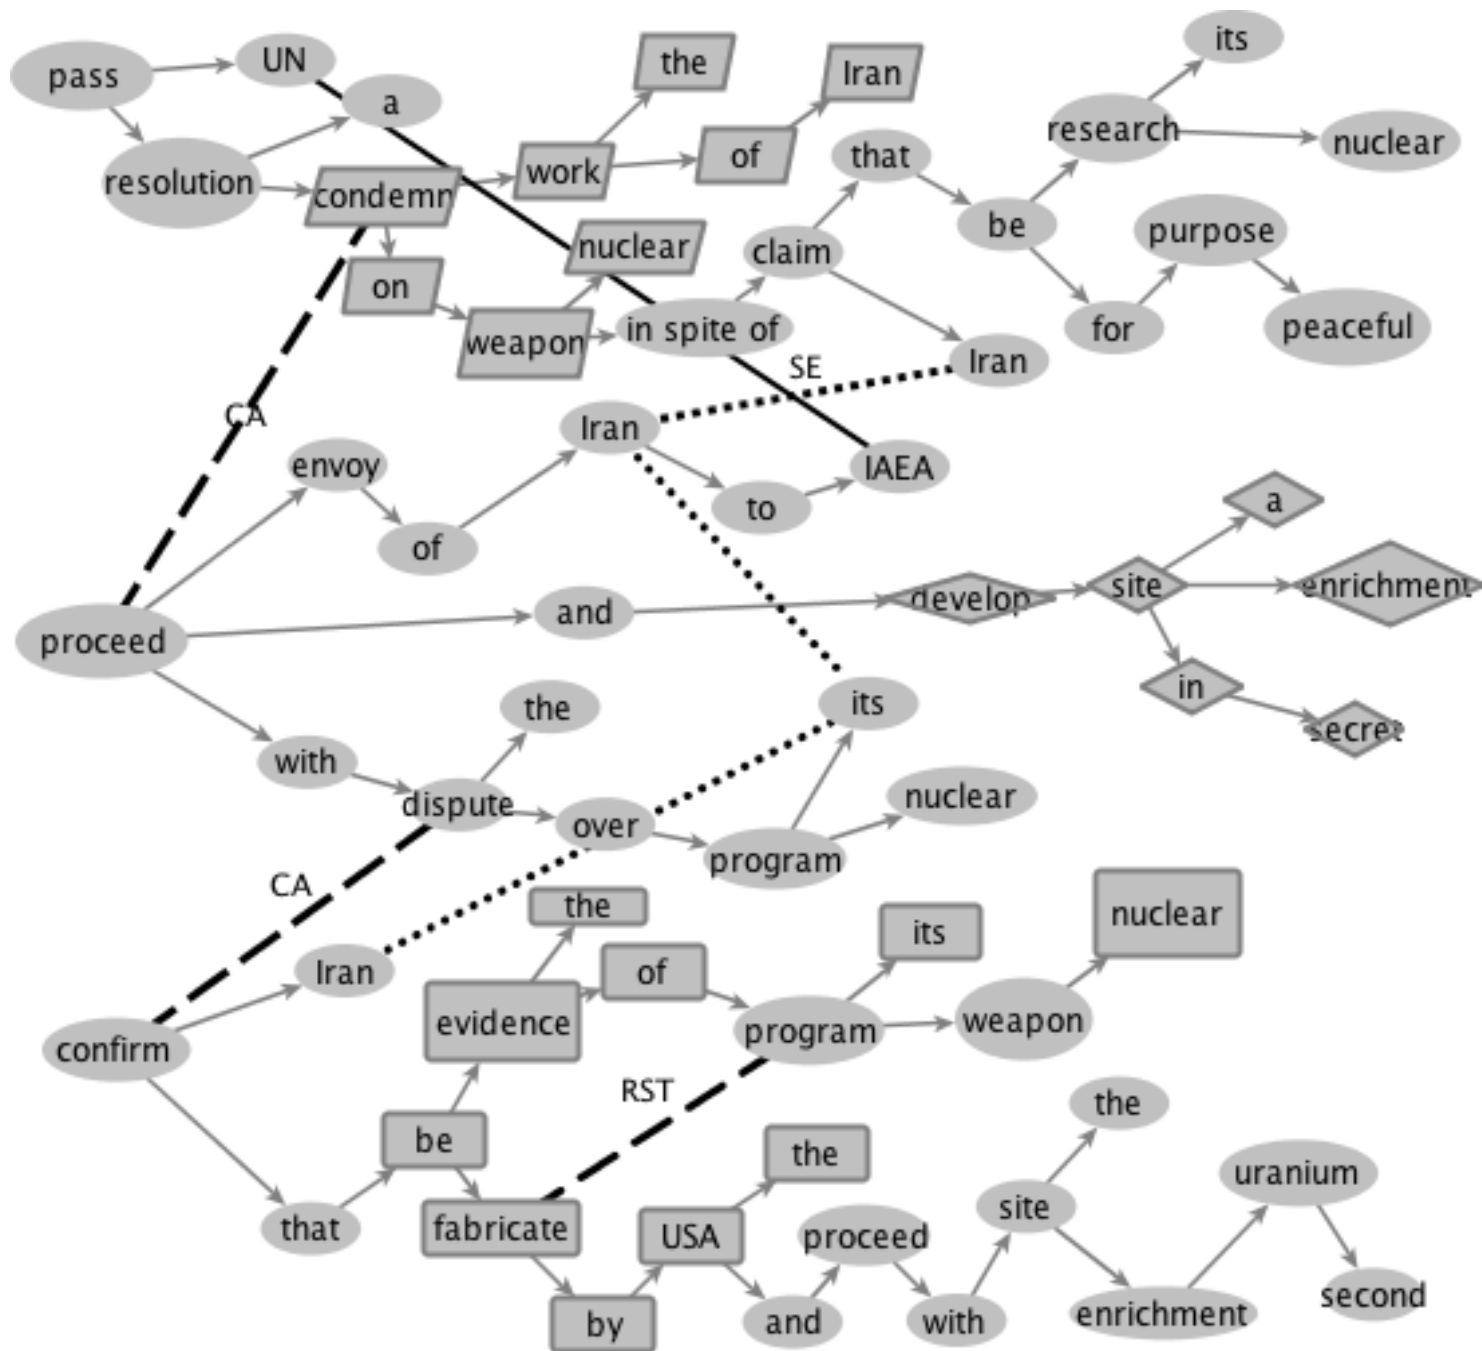 its
pass
UN
the
Iran
a
nuclear
resolution
condemn
work
of
that
research
be
purpose
nuclear
claim
on
weapon
in spite of
for
peaceful
SE
Iran
CA
Iran
envoy
IAEA
of
to
a
proceed
and
develop
site
enrichment
in
the
its
secret
with
dispute
over
nuclear
program
CA
the
its
nuclear
Iran
of
evidence
program
weapon
confirm
RST
the
be
the
uranium
that
fabricate
USA
proceed
site
second
by
and
with
enrichment